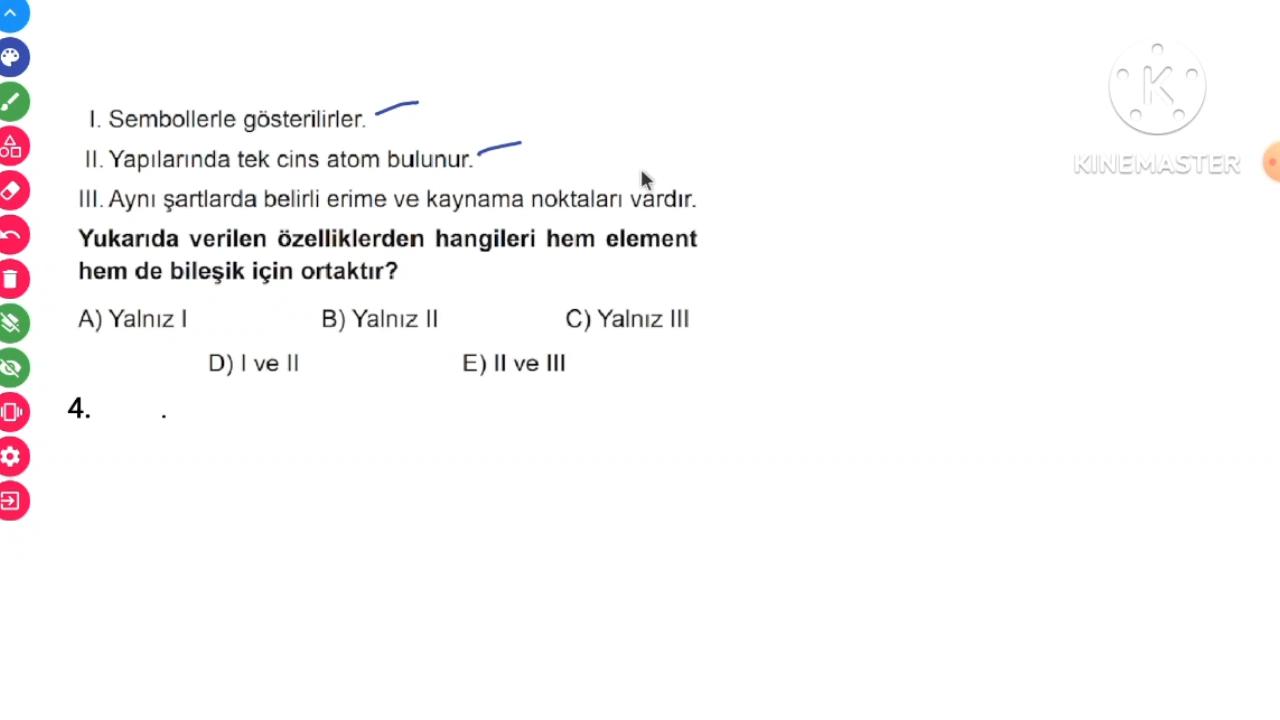 I. Sembollerle gösterilirler.
II. Yapılarında tek cins atom bulunur.
III. Aynı şartlarda belirli erime ve kaynama noktaları vardır.
Yukarıda verilen özelliklerden hangileri hem element
hem de bileşik için ortaktır?
A) Yalnız I B) Yalnız II C) Yalnız III
D) I ve II E) II ve III
4. .
K
KINEMASTER